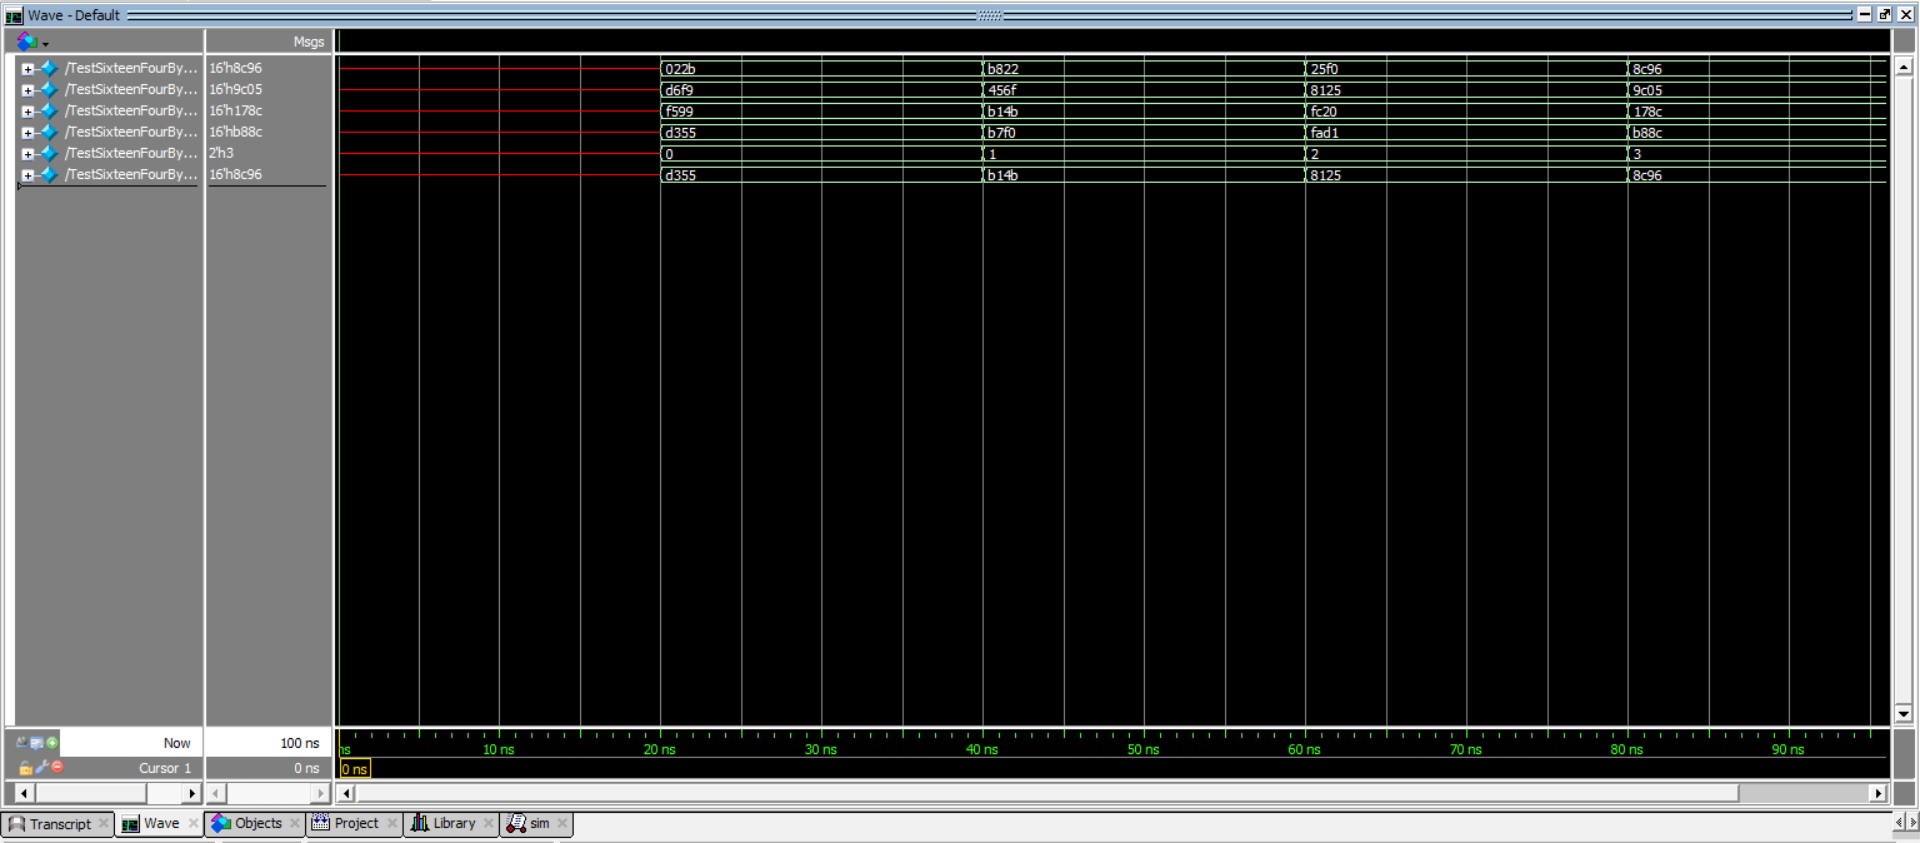 Wave - Default
Msgs
/TestSixteenFourBy... 16'h8c96 022b b822 25f0 8c96
/TestSixteenFourBy... 16'h9c05 d6f9 456f 8125 9c05
/TestSixteenFourBy... 16'h178c f599 b14b fc20 178c
/TestSixteenFourBy... 16'hb88c d355 b7f0 fad1 b88c
/TestSixteenFourBy... 2'h3 0 1 2 3
/TestSixteenFourBy... 16'h8c96 d355 b14b 8125 8c96
Now 100 ns ns 10 ns 20 ns 30 ns 40 ns 50 ns 60 ns 70 ns 80 ns 90 ns
Cursor 1 0 ns 0 ns
Transcript Wave Objects Project Library sim